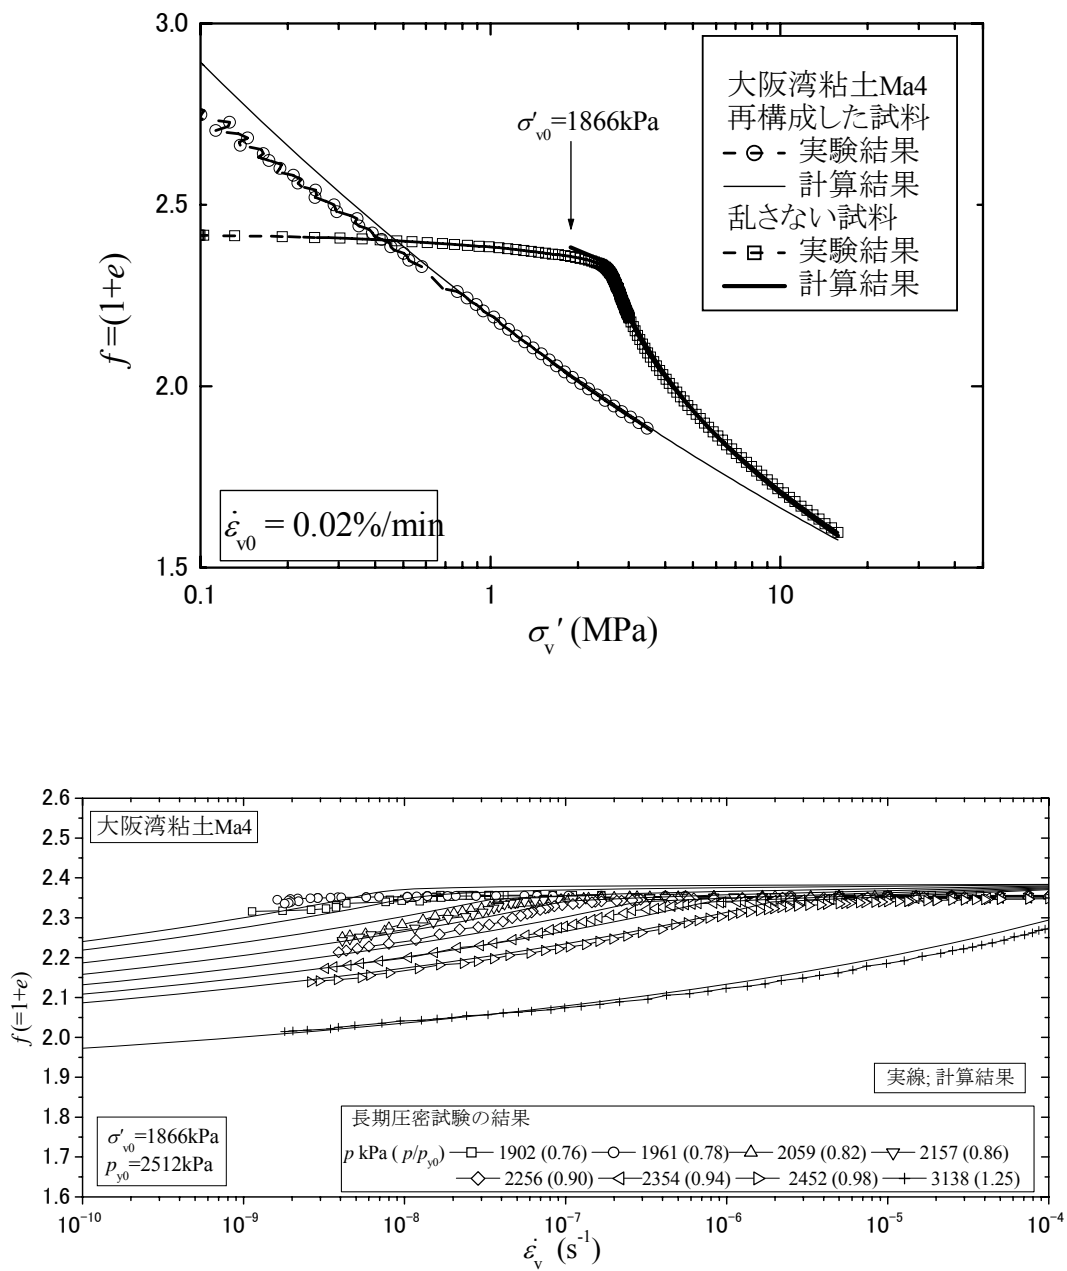 3.0
2.5
2.0
1.5
f=(1+e)
σ'v0=1866kPa
大阪湾粘土Ma4
再構成した試料
実験結果
計算結果
乱さない試料
実験結果
計算結果
ε̇v0 = 0.02%/min
0.1 1 10
σv' (MPa)
2.6
2.5
2.4
2.3
2.2
2.1
2.0
1.9
1.8
1.7
1.6
f(=1+e)
大阪湾粘土Ma4
実線; 計算結果
σ'v0=1866kPa
py0=2512kPa
長期圧密試験の結果
p kPa ( p/py0) 1902 (0.76) 1961 (0.78) 2059 (0.82) 2157 (0.86)
2256 (0.90) 2354 (0.94) 2452 (0.98) 3138 (1.25)
10⁻¹⁰ 10⁻⁹ 10⁻⁸ 10⁻⁷ 10⁻⁶ 10⁻⁵ 10⁻⁴
ε̇v (s⁻¹)